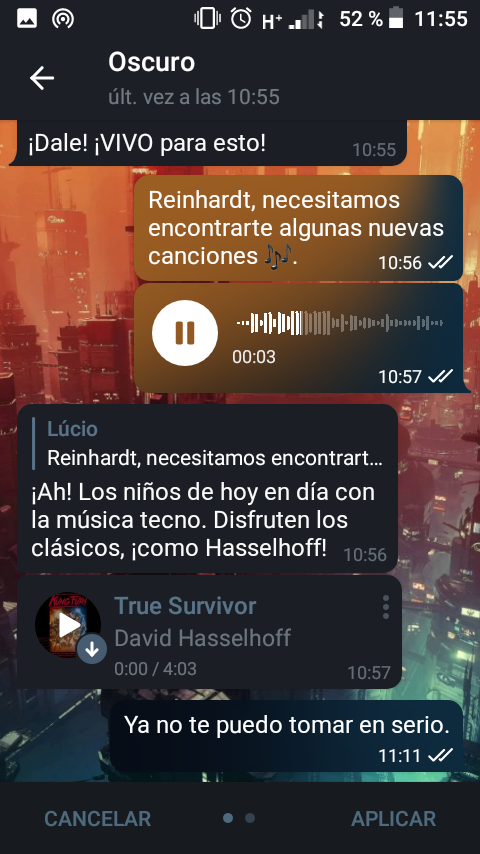 H+ 52 % 11:55
Oscuro
últ. vez a las 10:55
¡Dale! ¡VIVO para esto!
10:55
Reinhardt, necesitamos
encontrarte algunas nuevas
canciones 🎶.
10:56
00:03
10:57
Lúcio
Reinhardt, necesitamos encontrart...
¡Ah! Los niños de hoy en día con
la música tecno. Disfruten los
clásicos, ¡como Hasselhoff!
10:56
KUNG FURY
True Survivor
David Hasselhoff
0:00 / 4:03
10:57
Ya no te puedo tomar en serio.
11:11
CANCELAR
APLICAR